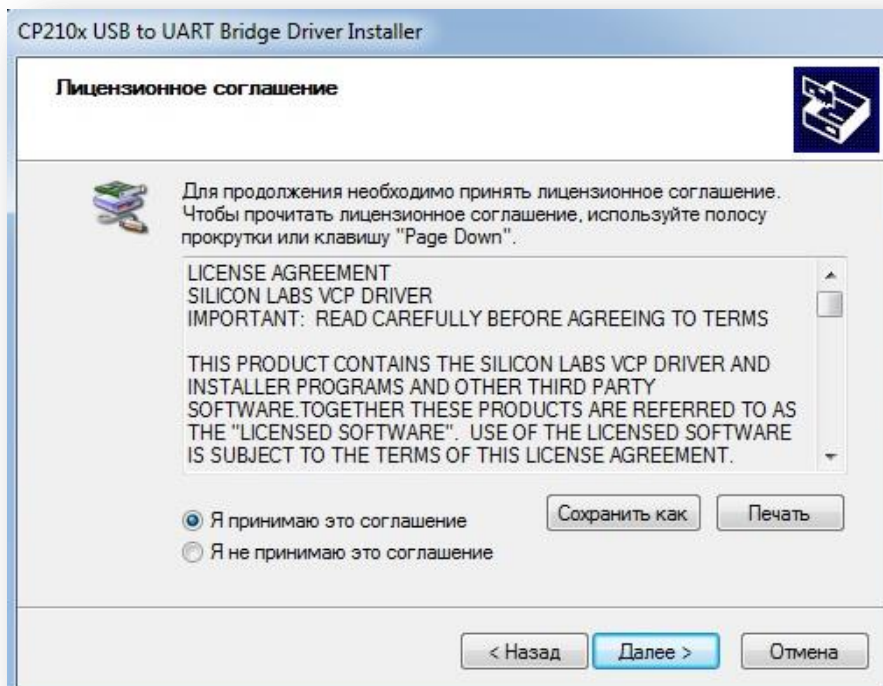 CP210x USB to UART Bridge Driver Installer
Лицензионное соглашение
Для продолжения необходимо принять лицензионное соглашение.
Чтобы прочитать лицензионное соглашение, используйте полосу
прокрутки или клавишу "Page Down".
LICENSE AGREEMENT
SILICON LABS VCP DRIVER
IMPORTANT:  READ CAREFULLY BEFORE AGREEING TO TERMS
THIS PRODUCT CONTAINS THE SILICON LABS VCP DRIVER AND
INSTALLER PROGRAMS AND OTHER THIRD PARTY
SOFTWARE.TOGETHER THESE PRODUCTS ARE REFERRED TO AS
THE "LICENSED SOFTWARE".  USE OF THE LICENSED SOFTWARE
IS SUBJECT TO THE TERMS OF THIS LICENSE AGREEMENT.
Я принимаю это соглашение
Сохранить как
Печать
Я не принимаю это соглашение
< Назад
Далее >
Отмена